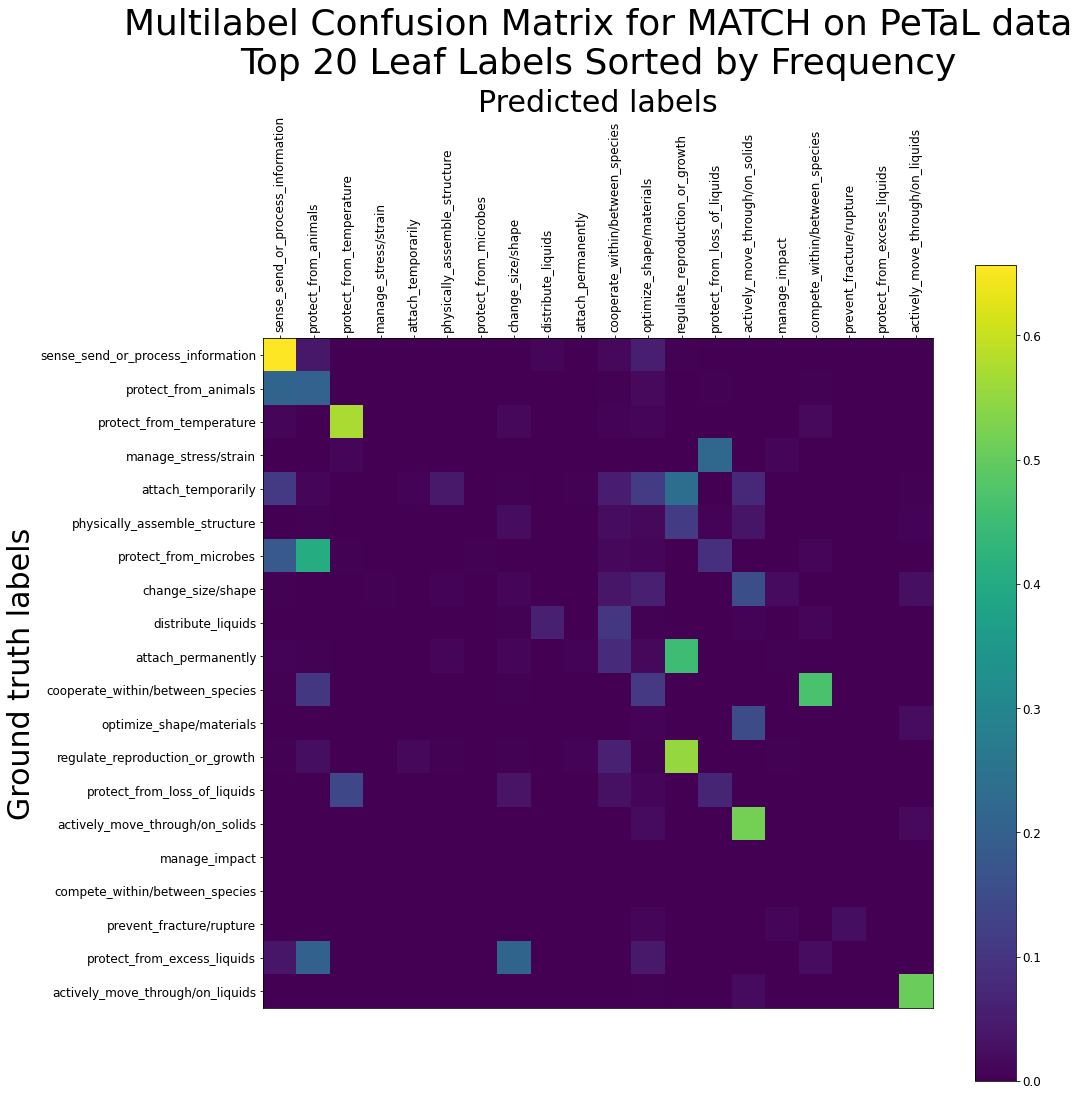 Multilabel Confusion Matrix for MATCH on PeTaL data
Top 20 Leaf Labels Sorted by Frequency
Predicted labels
sense_send_or_process_information
protect_from_animals
protect_from_temperature
manage_stress/strain
attach_temporarily
physically_assemble_structure
protect_from_microbes
change_size/shape
distribute_liquids
attach_permanently
cooperate_within/between_species
optimize_shape/materials
regulate_reproduction_or_growth
protect_from_loss_of_liquids
actively_move_through/on_solids
manage_impact
compete_within/between_species
prevent_fracture/rupture
protect_from_excess_liquids
actively_move_through/on_liquids
Ground truth labels
sense_send_or_process_information
protect_from_animals
protect_from_temperature
manage_stress/strain
attach_temporarily
physically_assemble_structure
protect_from_microbes
change_size/shape
distribute_liquids
attach_permanently
cooperate_within/between_species
optimize_shape/materials
regulate_reproduction_or_growth
protect_from_loss_of_liquids
actively_move_through/on_solids
manage_impact
compete_within/between_species
prevent_fracture/rupture
protect_from_excess_liquids
actively_move_through/on_liquids
0.6
0.5
0.4
0.3
0.2
0.1
0.0